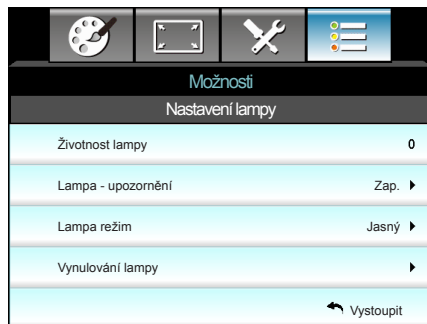 Možnosti
Nastavení lampy
Životnost lampy 0
Lampa - upozornění Zap.
Lampa režim Jasný
Vynulování lampy
Vystoupit